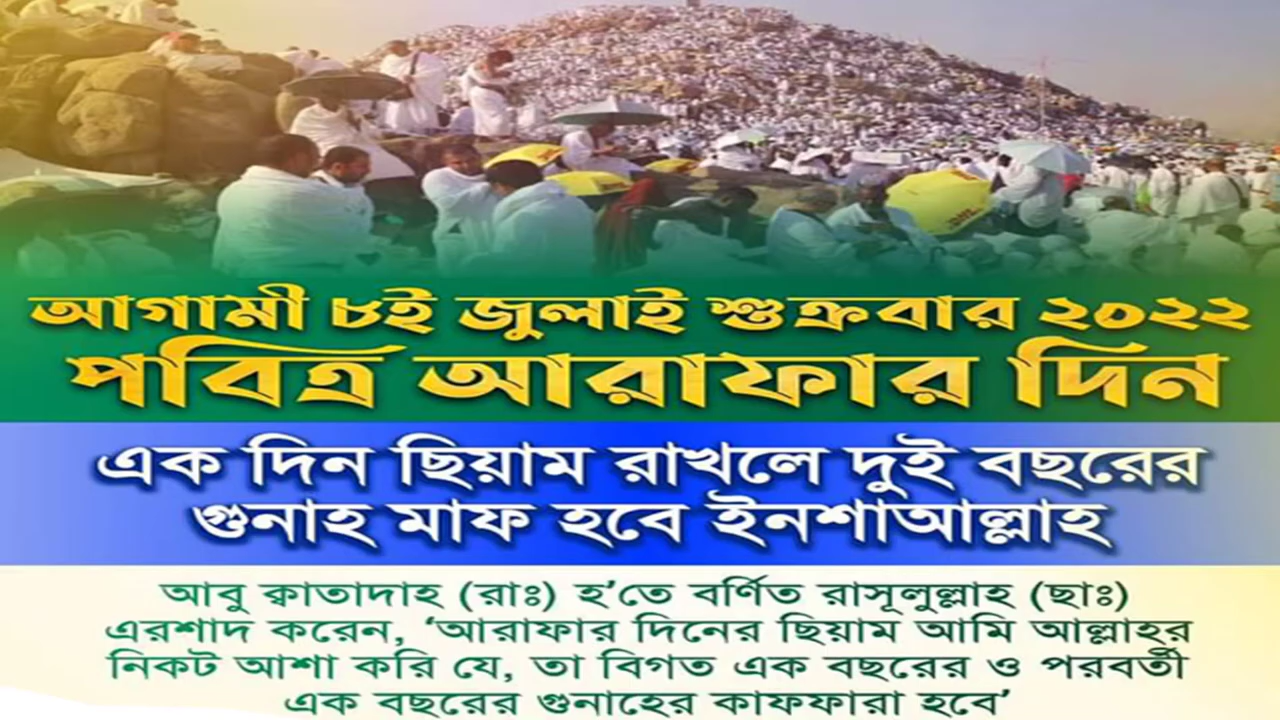 আগামী ৮ই জুলাই শুক্রবার ২০২২
পবিত্র আরাফার দিন
এক দিন ছিয়াম রাখলে দুই বছরের
গুনাহ মাফ হবে ইনশাআল্লাহ
আবু ক্বাতাদাহ (রাঃ) হ'তে বর্ণিত রাসূলুল্লাহ (ছাঃ)
এরশাদ করেন, ‘আরাফার দিনের ছিয়াম আমি আল্লাহর
নিকট আশা করি যে, তা বিগত এক বছরের ও পরবর্তী
এক বছরের গুনাহের কাফফারা হবে’